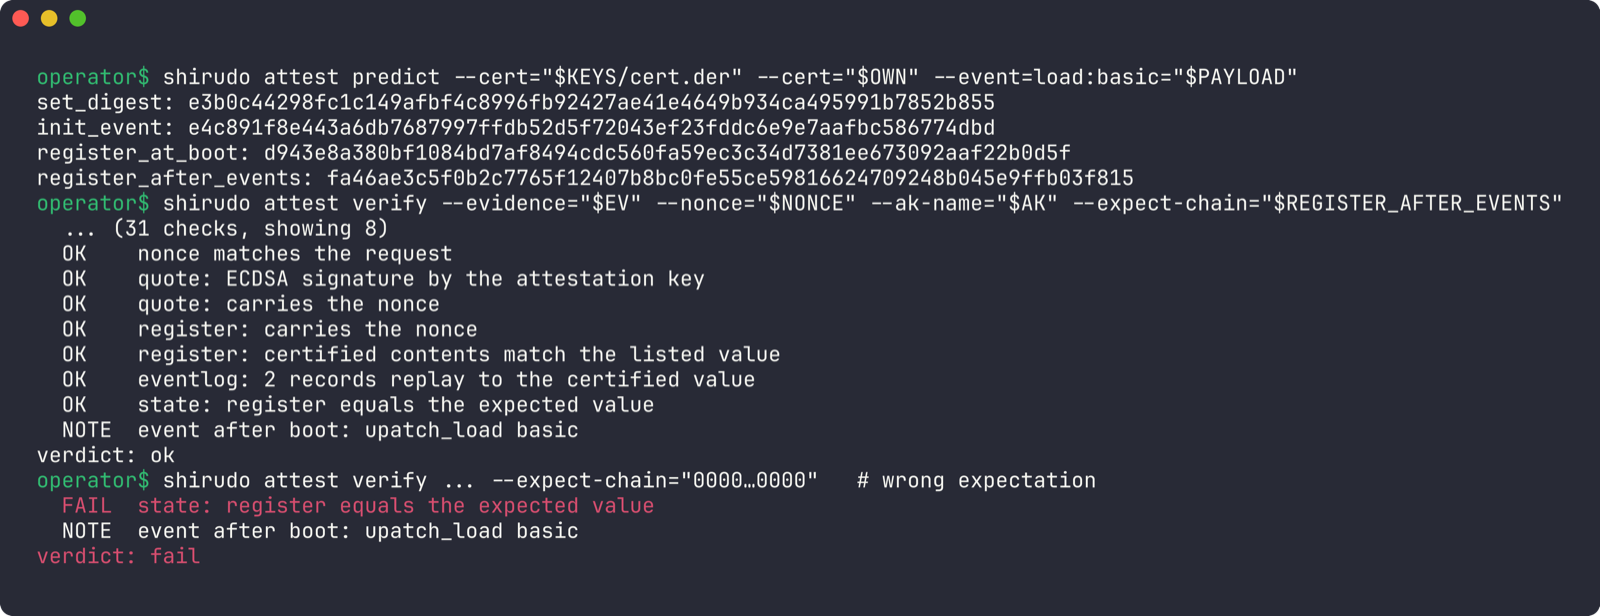 operator$ shirudo attest predict --cert="$KEYS/cert.der" --cert="$OWN" --event=load:basic="$PAYLOAD"
set_digest: e3b0c44298fc1c149afbf4c8996fb92427ae41e4649b934ca495991b7852b855
init_event: e4c891f8e443a6db7687997ffdb52d5f72043ef23fddc6e9e7aafbc586774dbd
register_at_boot: d943e8a380bf1084bd7af8494cdc560fa59ec3c34d7381ee673092aaf22b0d5f
register_after_events: fa46ae3c5f0b2c7765f12407b8bc0fe55ce59816624709248b045e9ffb03f815
operator$ shirudo attest verify --evidence="$EV" --nonce="$NONCE" --ak-name="$AK" --expect-chain="$REGISTER_AFTER_EVENTS"
... (31 checks, showing 8)
OK nonce matches the request
OK quote: ECDSA signature by the attestation key
OK quote: carries the nonce
OK register: carries the nonce
OK register: certified contents match the listed value
OK eventlog: 2 records replay to the certified value
OK state: register equals the expected value
NOTE event after boot: upatch_load basic
verdict: ok
operator$ shirudo attest verify ... --expect-chain="0000…0000" # wrong expectation
FAIL state: register equals the expected value
NOTE event after boot: upatch_load basic
verdict: fail